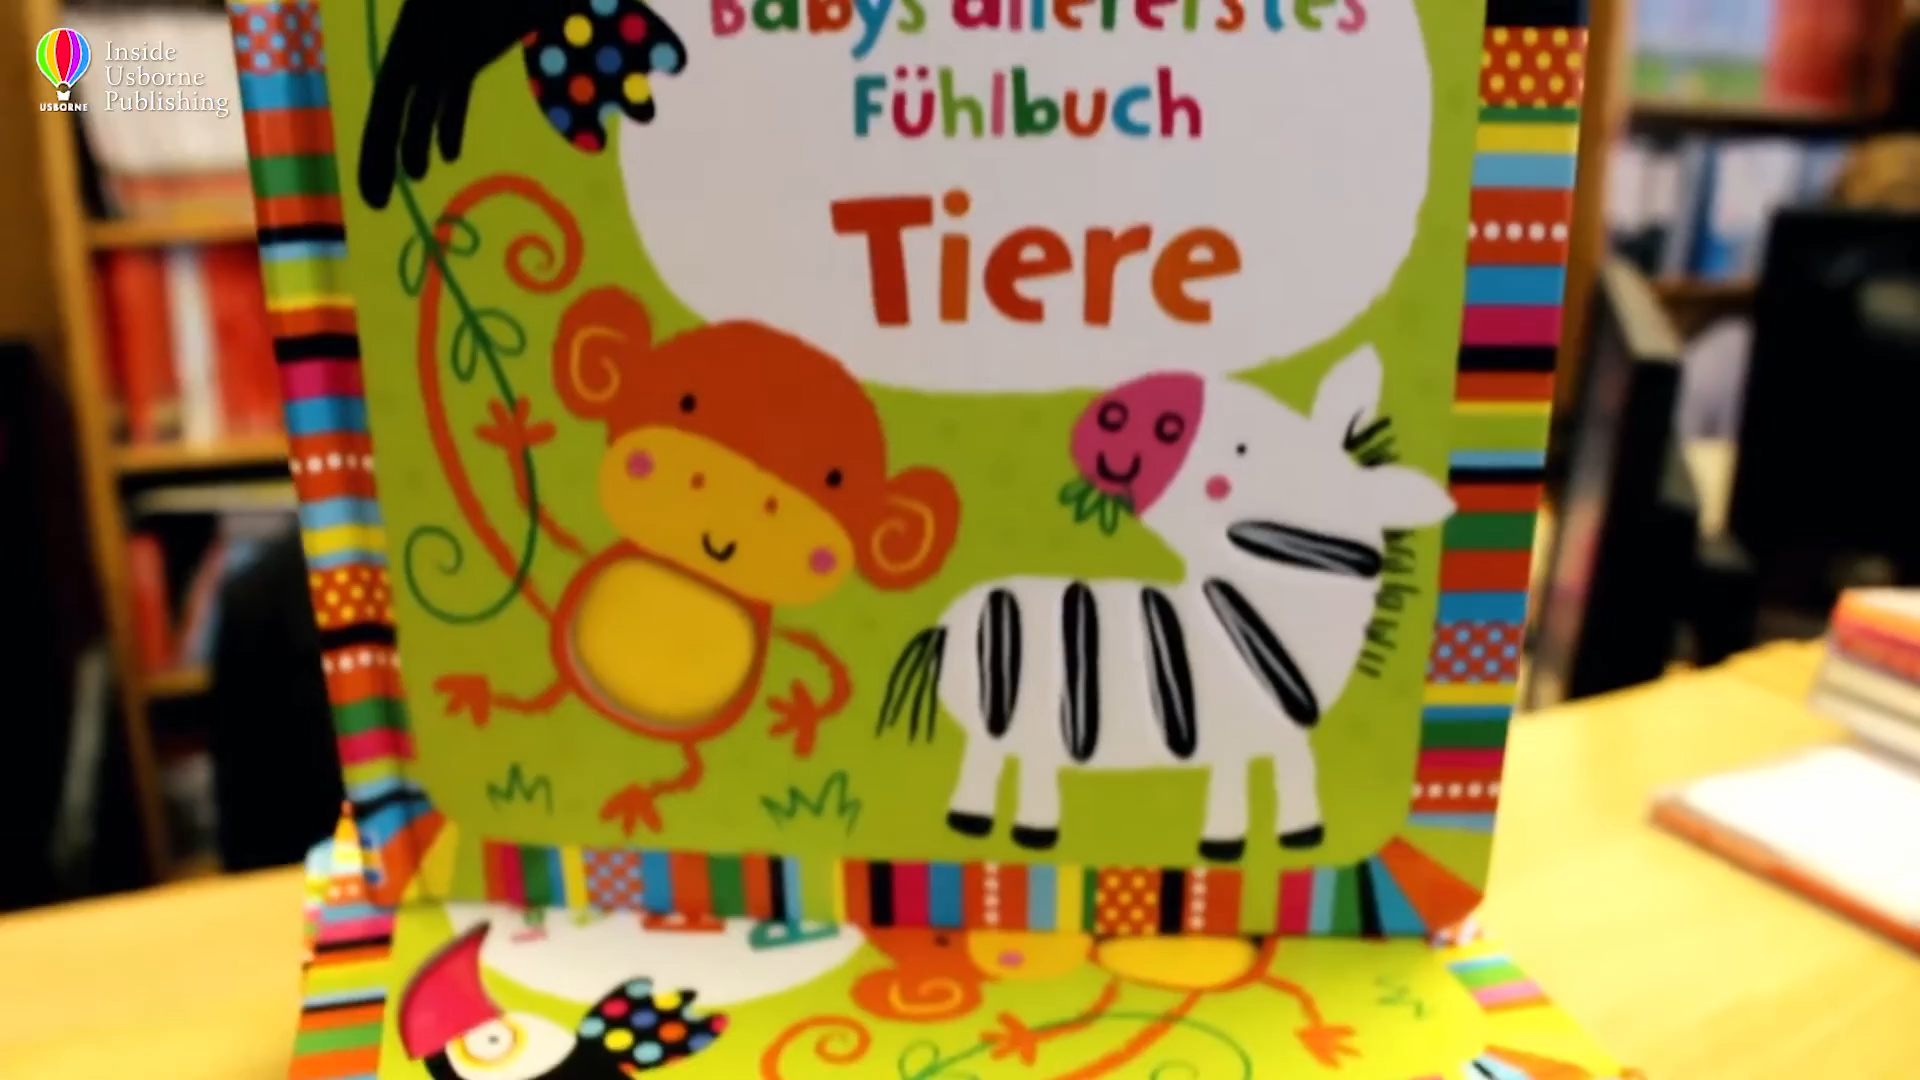 Inside
Usborne
Publishing
USBORNE
Babys allererstes
Fühlbuch
Tiere